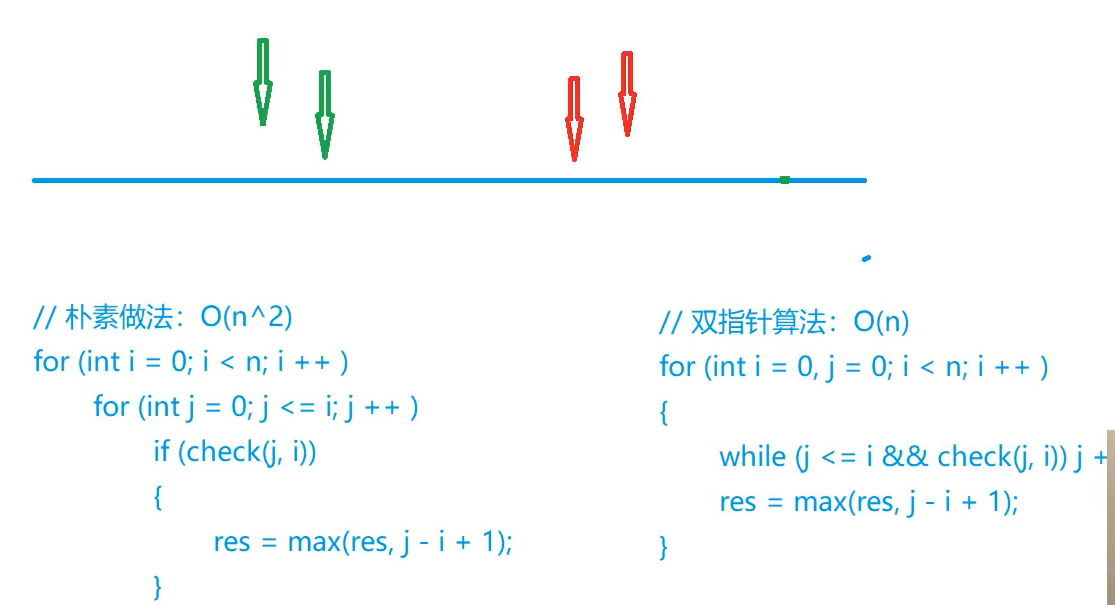 // 朴素做法：O(n^2)
for (int i = 0; i < n; i ++ )
for (int j = 0; j <= i; j ++ )
if (check(j, i))
{
res = max(res, j - i + 1);
}
// 双指针算法：O(n)
for (int i = 0, j = 0; i < n; i ++ )
{
while (j <= i && check(j, i)) j +
res = max(res, j - i + 1);
}